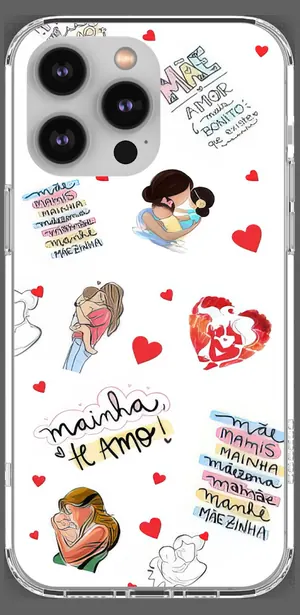 MÃE
AMOR
mais
BONITO
que existe
mãe
MAMIS
MAINHA
mãezona
mamãe
manhê
MÃEZINHA
mainha,
te AMO!
mãe
MAMIS
MAINHA
mãezona
mamãe
manhê
MÃEZINHA